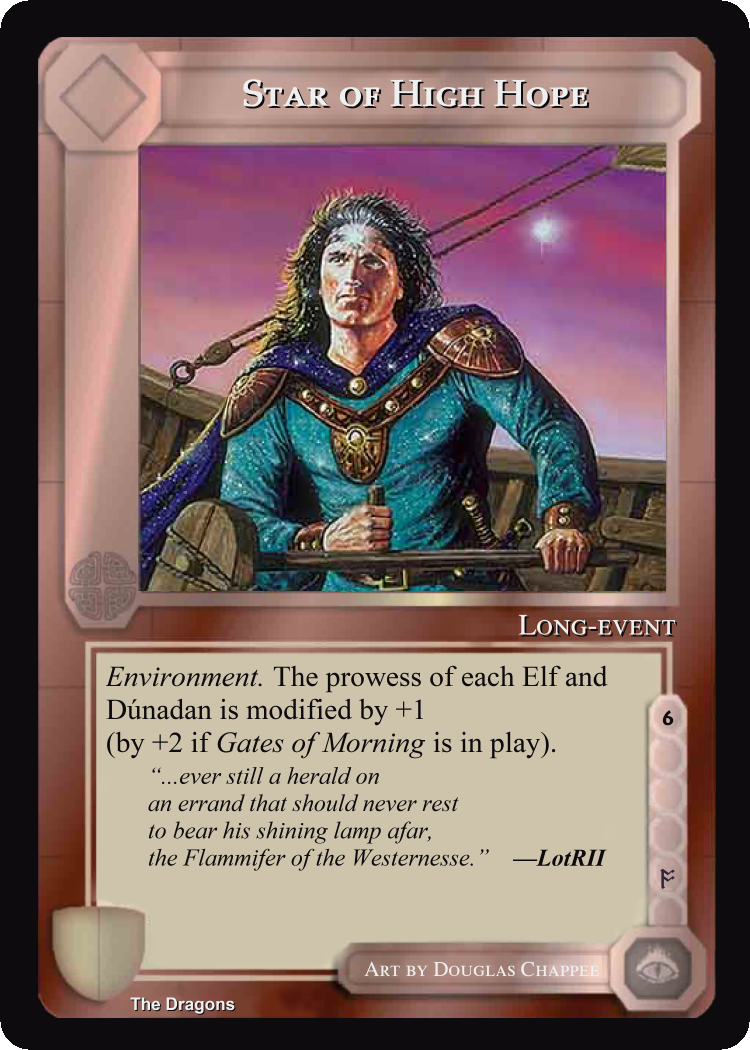 Star of High Hope
Long-event
Environment. The prowess of each Elf and
Dúnadan is modified by +1
(by +2 if Gates of Morning is in play).
“...ever still a herald on
an errand that should never rest
to bear his shining lamp afar,
the Flammifer of the Westernesse.” —LotRII
6
ᚩ
Art by Douglas Chappee
The Dragons